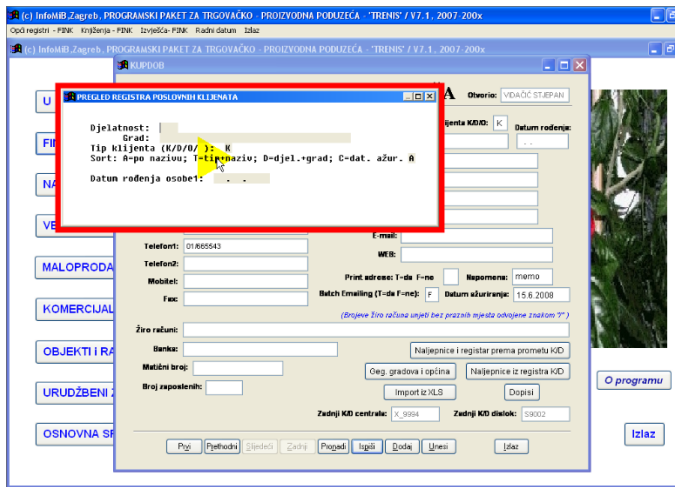 (c) InfoMiB,Zagreb, PROGRAMSKI PAKET ZA TRGOVAČKO - PROIZVODNA PODUZEĆA - 'TRENIS' / V7.1, 2007-200x
Opći registri - FINK Knjiženja - FINK Izvješća- FINK Radni datum Izlaz
(c) InfoMiB,Zagreb, PROGRAMSKI PAKET ZA TRGOVAČKO - PROIZVODNA PODUZEĆA - 'TRENIS' / V7.1, 2007-200x
KUPDOB
A Otvorio: VIDAČIĆ STJEPAN
PREGLED REGISTRA POSLOVNIH KLIJENATA
Djelatnost:
Grad:
Tip klijenta (K/D/O/ ): K
Sort: A=po nazivu; T=tip+naziv; D=djel.+grad; C=dat. ažur. A
Datum rođenja osobe1: . .
ijenta K/D/O: K Datum rođenja:
. .
U
FI
NA
VE
MALOPRODA
KOMERCIJAL
OBJEKTI I RA
URUDŽBENI
OSNOVNA SF
E-mail:
Telefon1: 01/665543
WEB:
Telefon2:
Mobitel:
Print adrese: T-da F-ne Napomena: memo
Fax:
Batch Emailing (T=da F=ne): F Datum ažuriranja: 15.6.2008
(Brojeve žiro računa unjeti bez praznih mjesta odvojene znakom "/" )
Žiro računi:
Banka:
Naljepnice i registar prema prometu K/D
Matični broj:
Geg. gradova i općina Naljepnice iz registra K/D
Broj zaposlenih:
Import iz XLS Dopisi
Zadnji K/D centrala: X_9994 Zadnji K/D dislok: S9002
Prvi Prethodni Slijedeći Zadnji Pronađi Ispiši Dodaj Unesi Izlaz
O programu
Izlaz